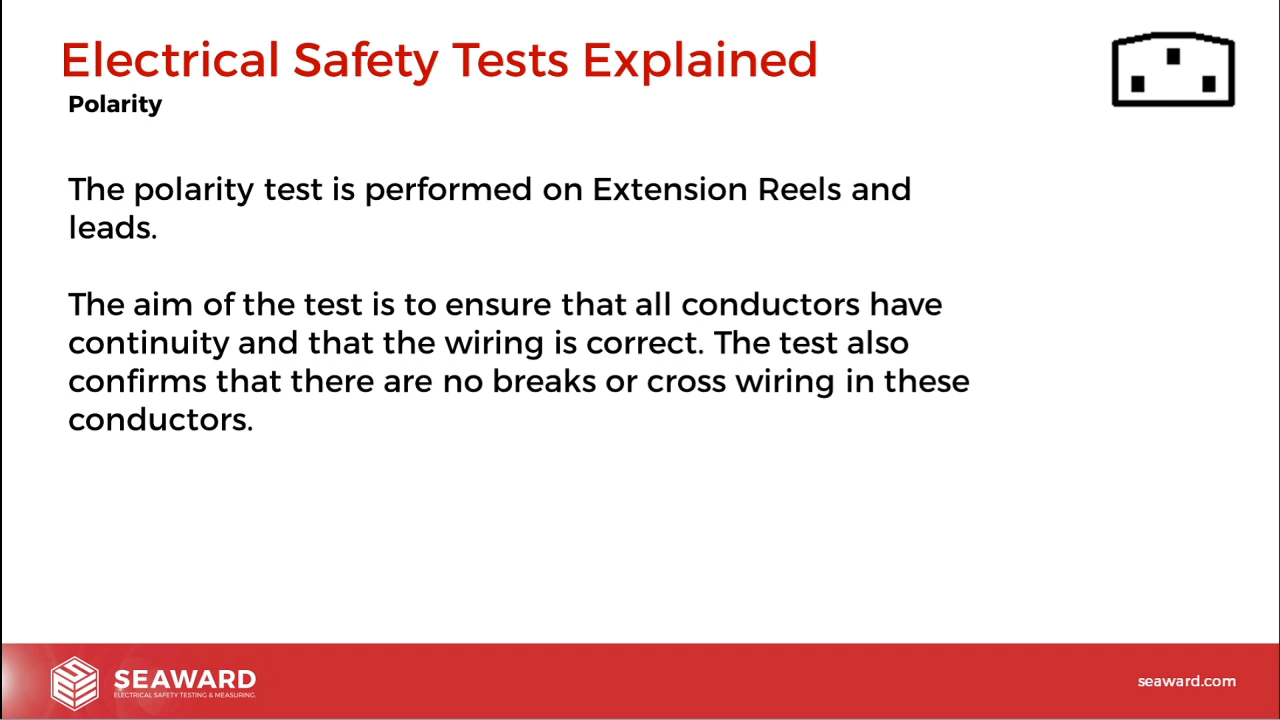 Electrical Safety Tests Explained
Polarity
The polarity test is performed on Extension Reels and
leads.
The aim of the test is to ensure that all conductors have
continuity and that the wiring is correct. The test also
confirms that there are no breaks or cross wiring in these
conductors.
SEAWARD
ELECTRICAL SAFETY TESTING & MEASURING.
seaward.com